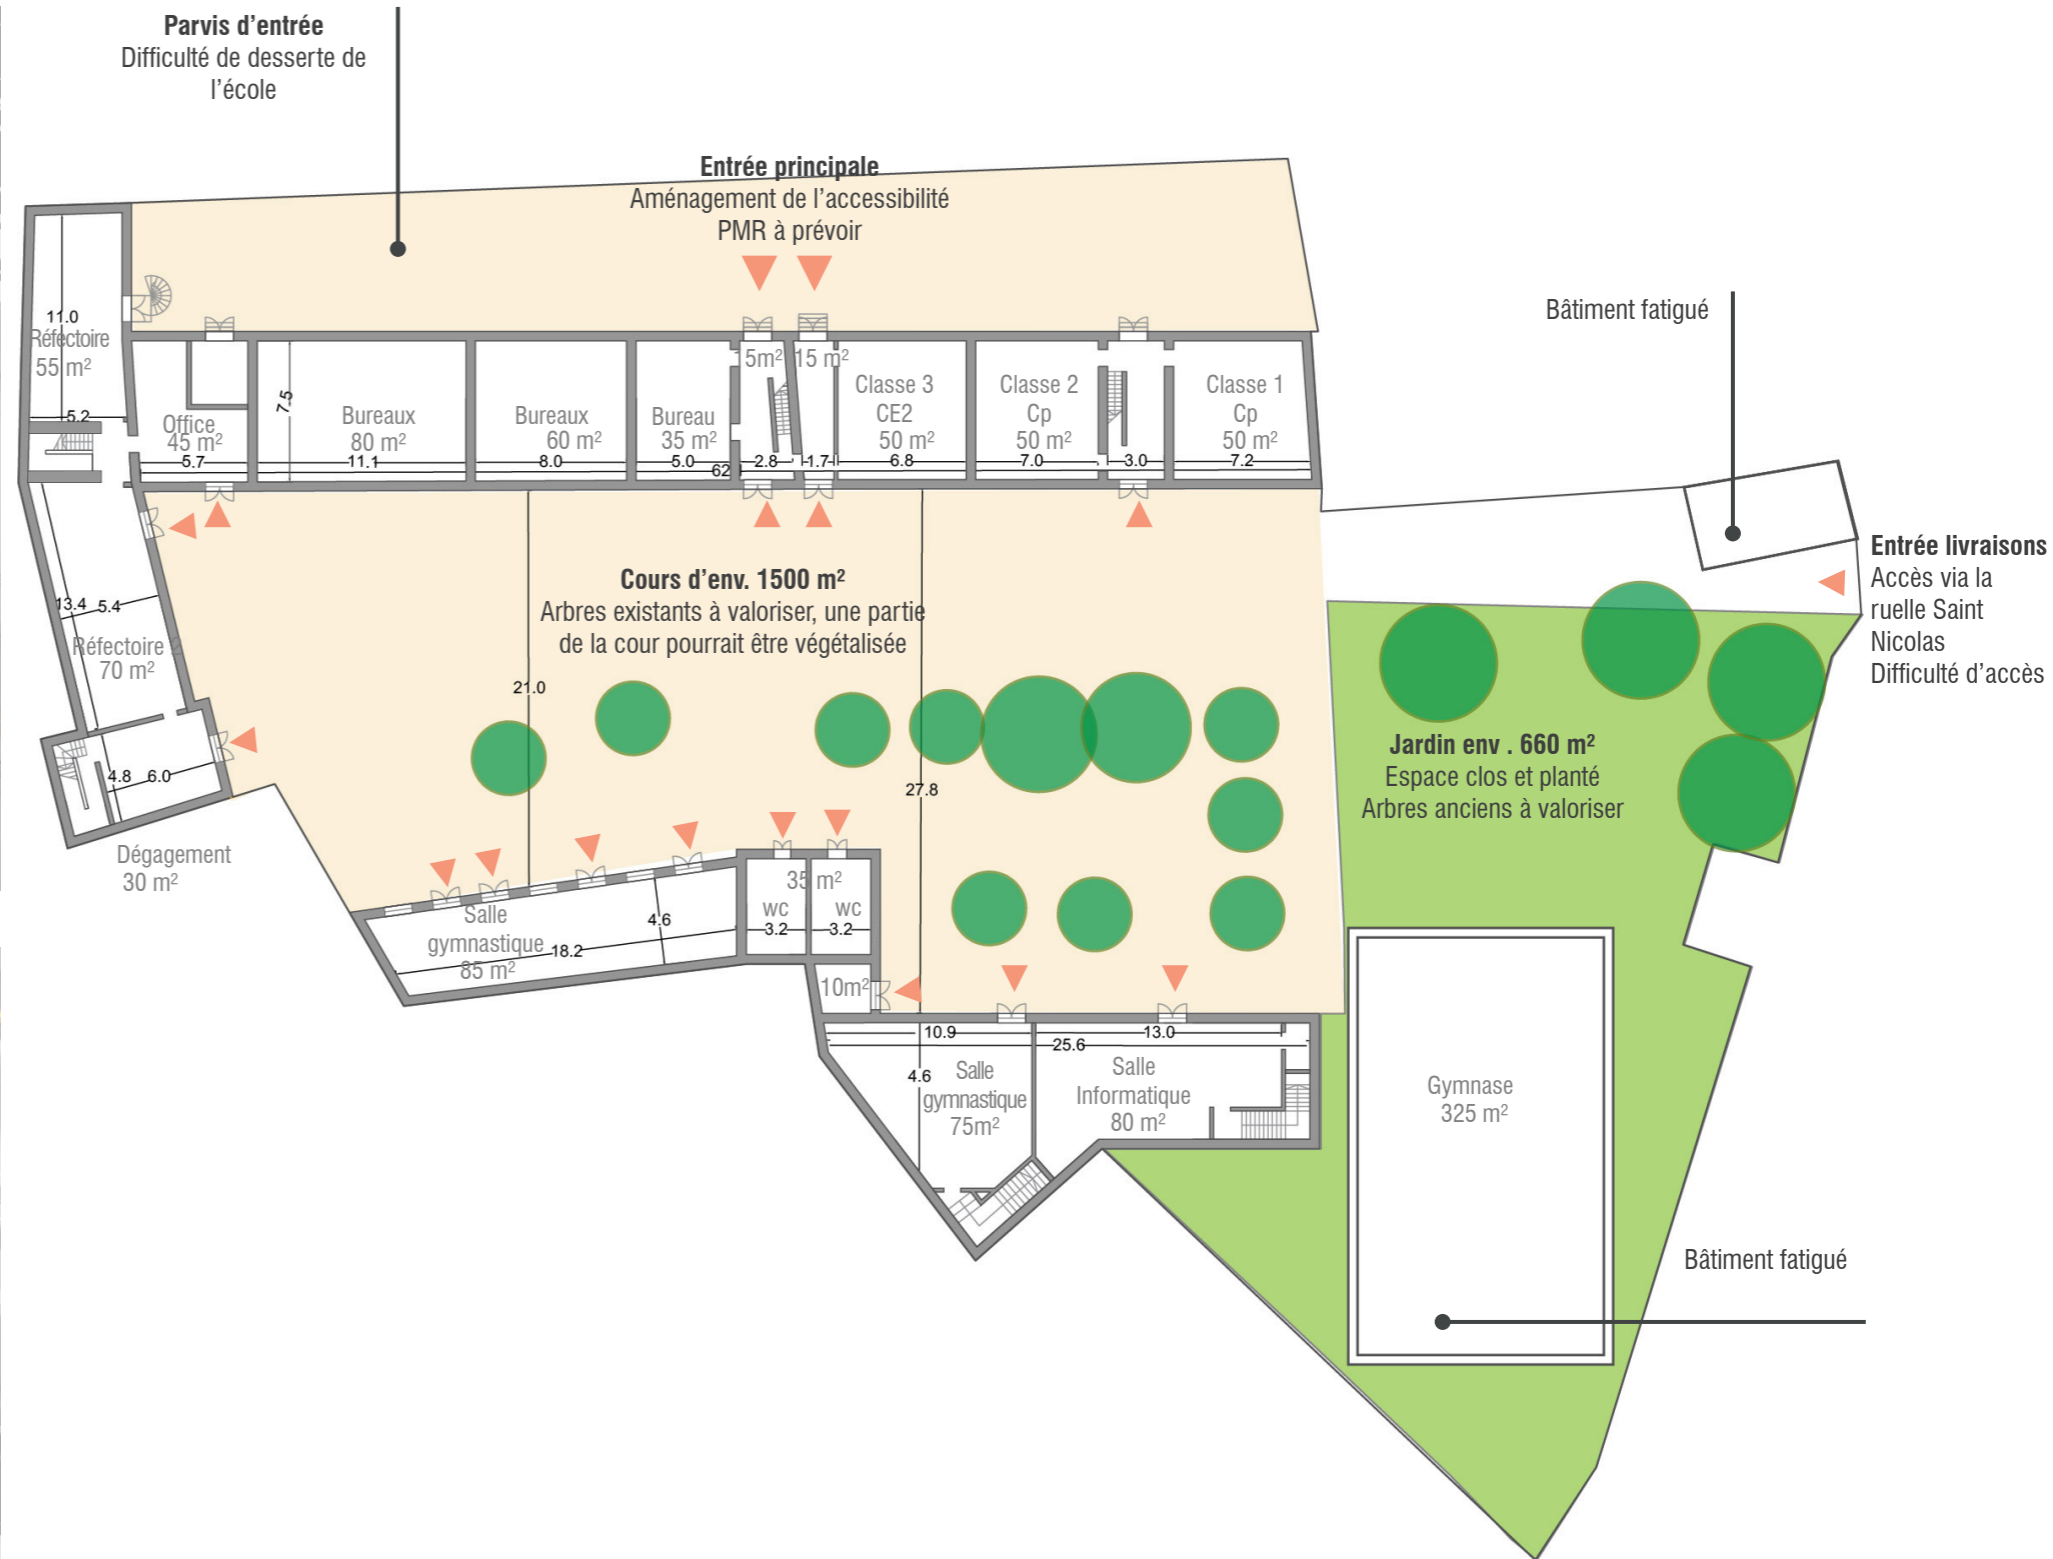 Parvis d’entrée
Difficulté de desserte de
l’école
Entrée principale
Aménagement de l’accessibilité
PMR à prévoir
Bâtiment fatigué
11.0
Réfectoire
55 m²
5.2
Office
45 m²
5.7
7.5
Bureaux
80 m²
11.1
Bureaux
60 m²
8.0
Bureau
35 m²
5.0
62
15m²
2.8
15 m²
1.7
Classe 3
CE2
50 m²
6.8
Classe 2
Cp
50 m²
7.0
3.0
Classe 1
Cp
50 m²
7.2
Entrée livraisons
Accès via la
ruelle Saint
Nicolas
Difficulté d’accès
Cours d’env. 1500 m²
Arbres existants à valoriser, une partie
de la cour pourrait être végétalisée
13.4
5.4
Réfectoire 2
70 m²
21.0
27.8
4.8
6.0
Dégagement
30 m²
Jardin env . 660 m²
Espace clos et planté
Arbres anciens à valoriser
Salle
gymnastique
85 m²
18.2
4.6
35 m²
wc
3.2
wc
3.2
10m²
10.9
13.0
25.6
4.6
Salle
gymnastique
75m²
Salle
Informatique
80 m²
Gymnase
325 m²
Bâtiment fatigué